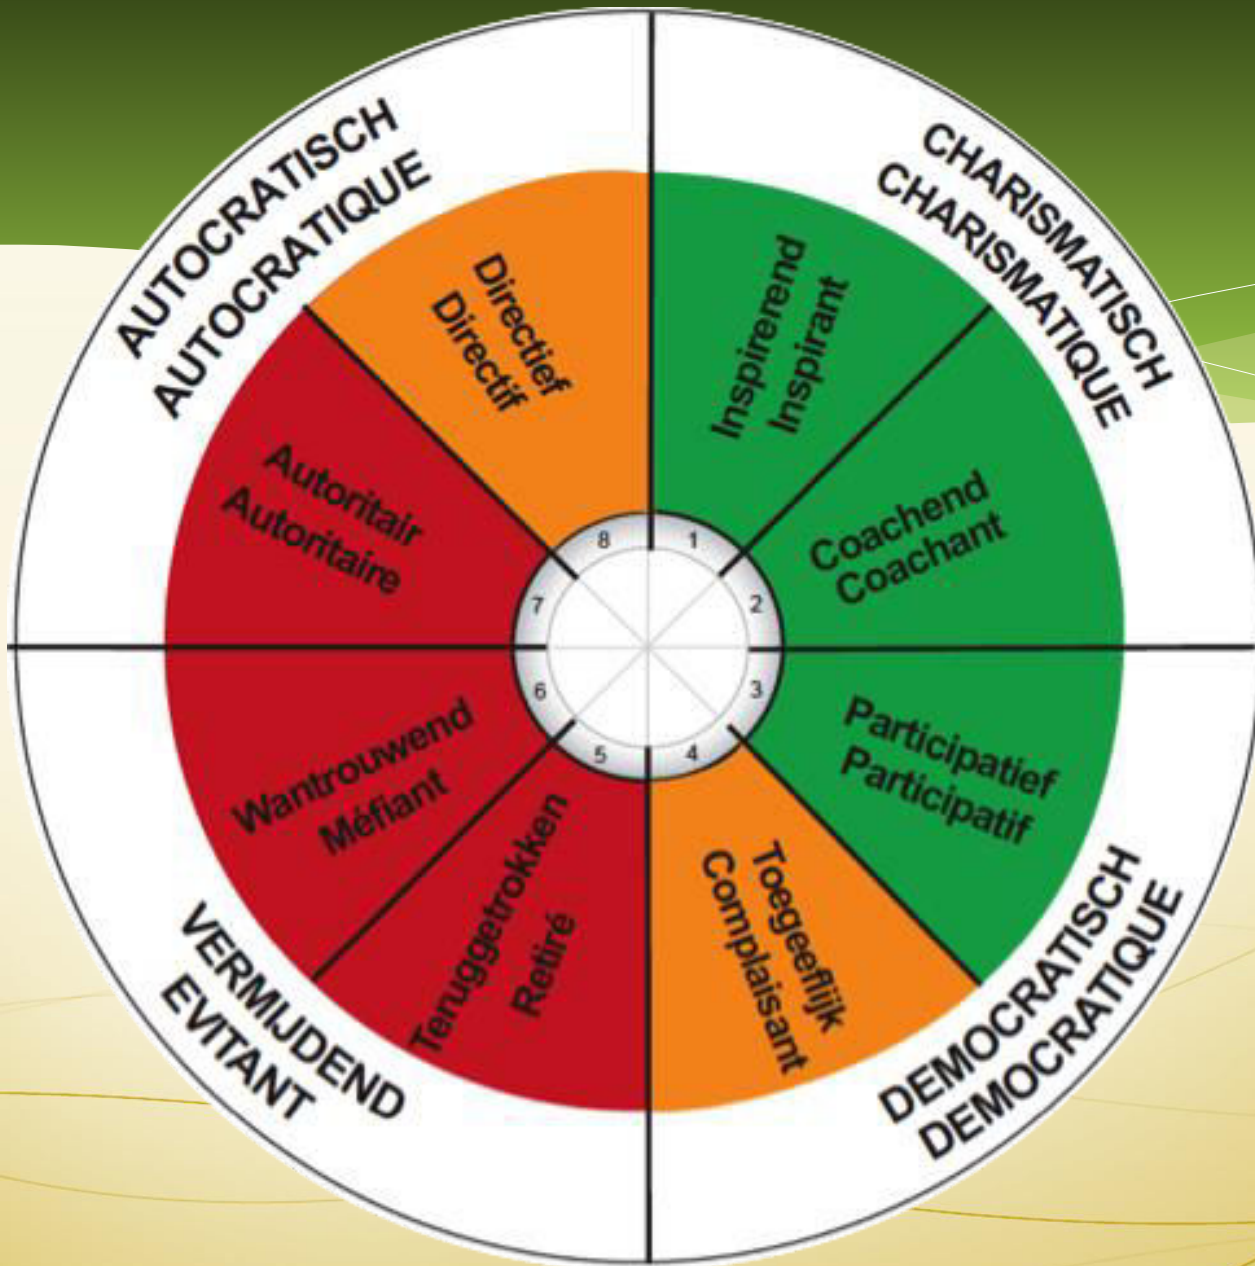 AUTOCRATISCH
AUTOCRATIQUE
CHARISMATISCH
CHARISMATIQUE
Directief
Directif
Inspirerend
Inspirant
Autoritair
Autoritaire
Coachend
Coachant
8
1
7
2
6
3
5
4
Wantrouwend
Méfiant
Participatief
Participatif
Teruggetrokken
Retiré
Toegeeflijk
Complaisant
VERMIJDEND
EVITANT
DEMOCRATISCH
DEMOCRATIQUE